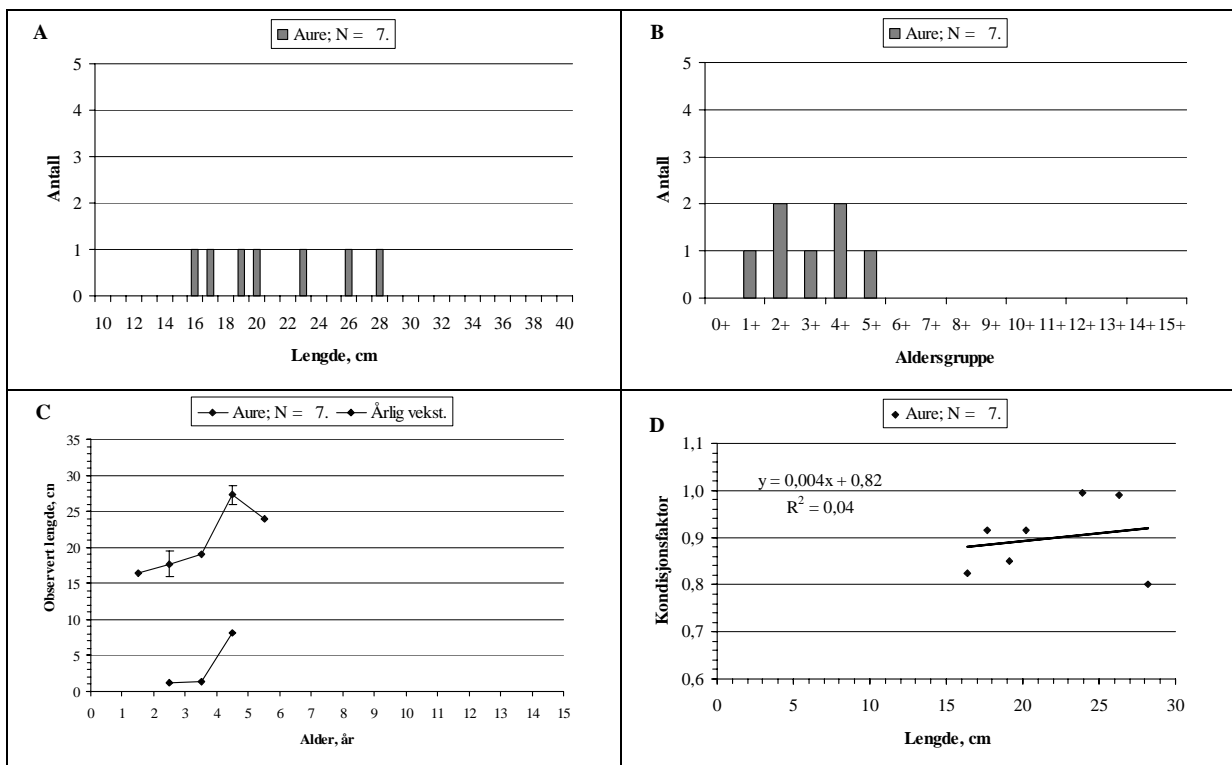 A
Aure; N = 7.
5
4
3
2
1
0
Antall
10 12 14 16 18 20 22 24 26 28 30 32 34 36 38 40
Lengde, cm
B
Aure; N = 7.
5
4
3
2
1
0
Antall
0+ 1+ 2+ 3+ 4+ 5+ 6+ 7+ 8+ 9+ 10+ 11+ 12+ 13+ 14+ 15+
Aldersgruppe
C
Aure; N = 7. Årlig vekst.
35
30
25
20
15
10
5
0
Observert lengde, cn
0 1 2 3 4 5 6 7 8 9 10 11 12 13 14 15
Alder, år
D
Aure; N = 7.
1,1
1,0
0,9
0,8
0,7
0,6
Kondisjonsfaktor
y = 0,004x + 0,82
R² = 0,04
0 5 10 15 20 25 30
Lengde, cm